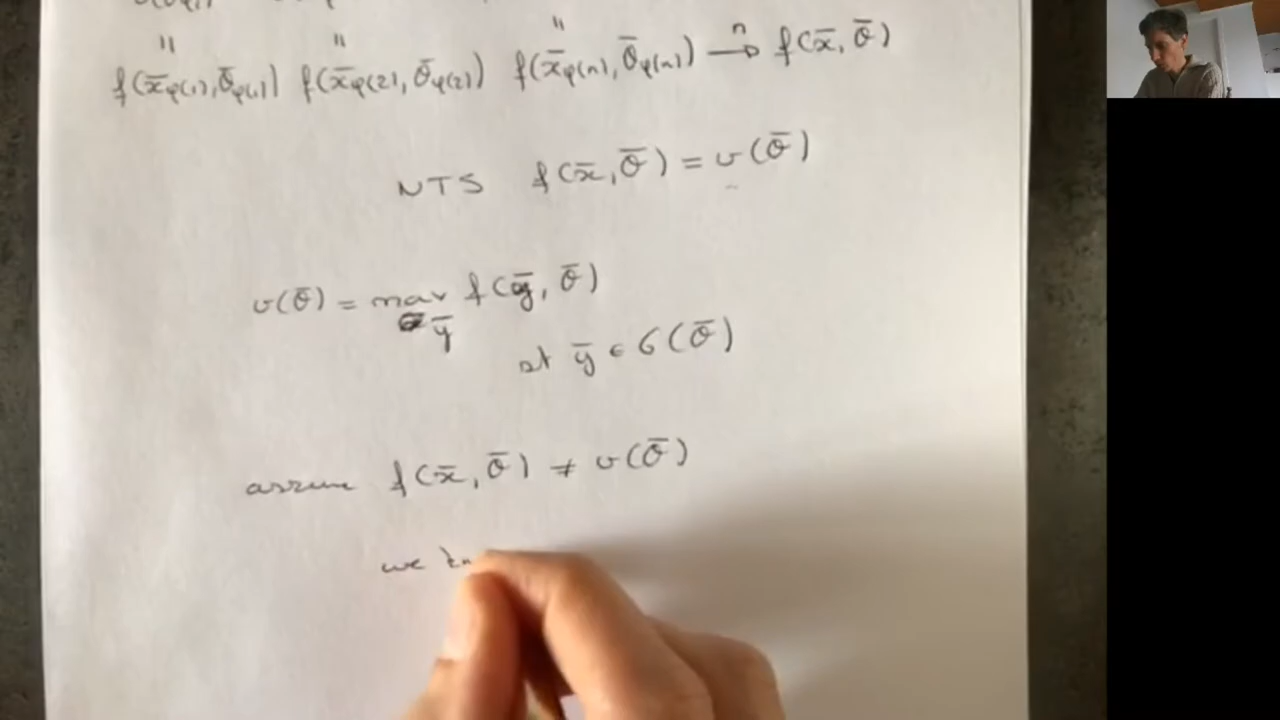 " " "
f(x̄φ(1), θ̄φ(1)) f(x̄φ(2), θ̄φ(2)) f(x̄φ(n), θ̄φ(n)) —n→ f(x̄, θ̄)
NTS f(x̄, θ̄) = v(θ̄)
v(θ̄) = max f(ȳ, θ̄)
ȳ
st ȳ ∈ G(θ̄)
assume f(x̄, θ̄) ≠ v(θ̄)
we